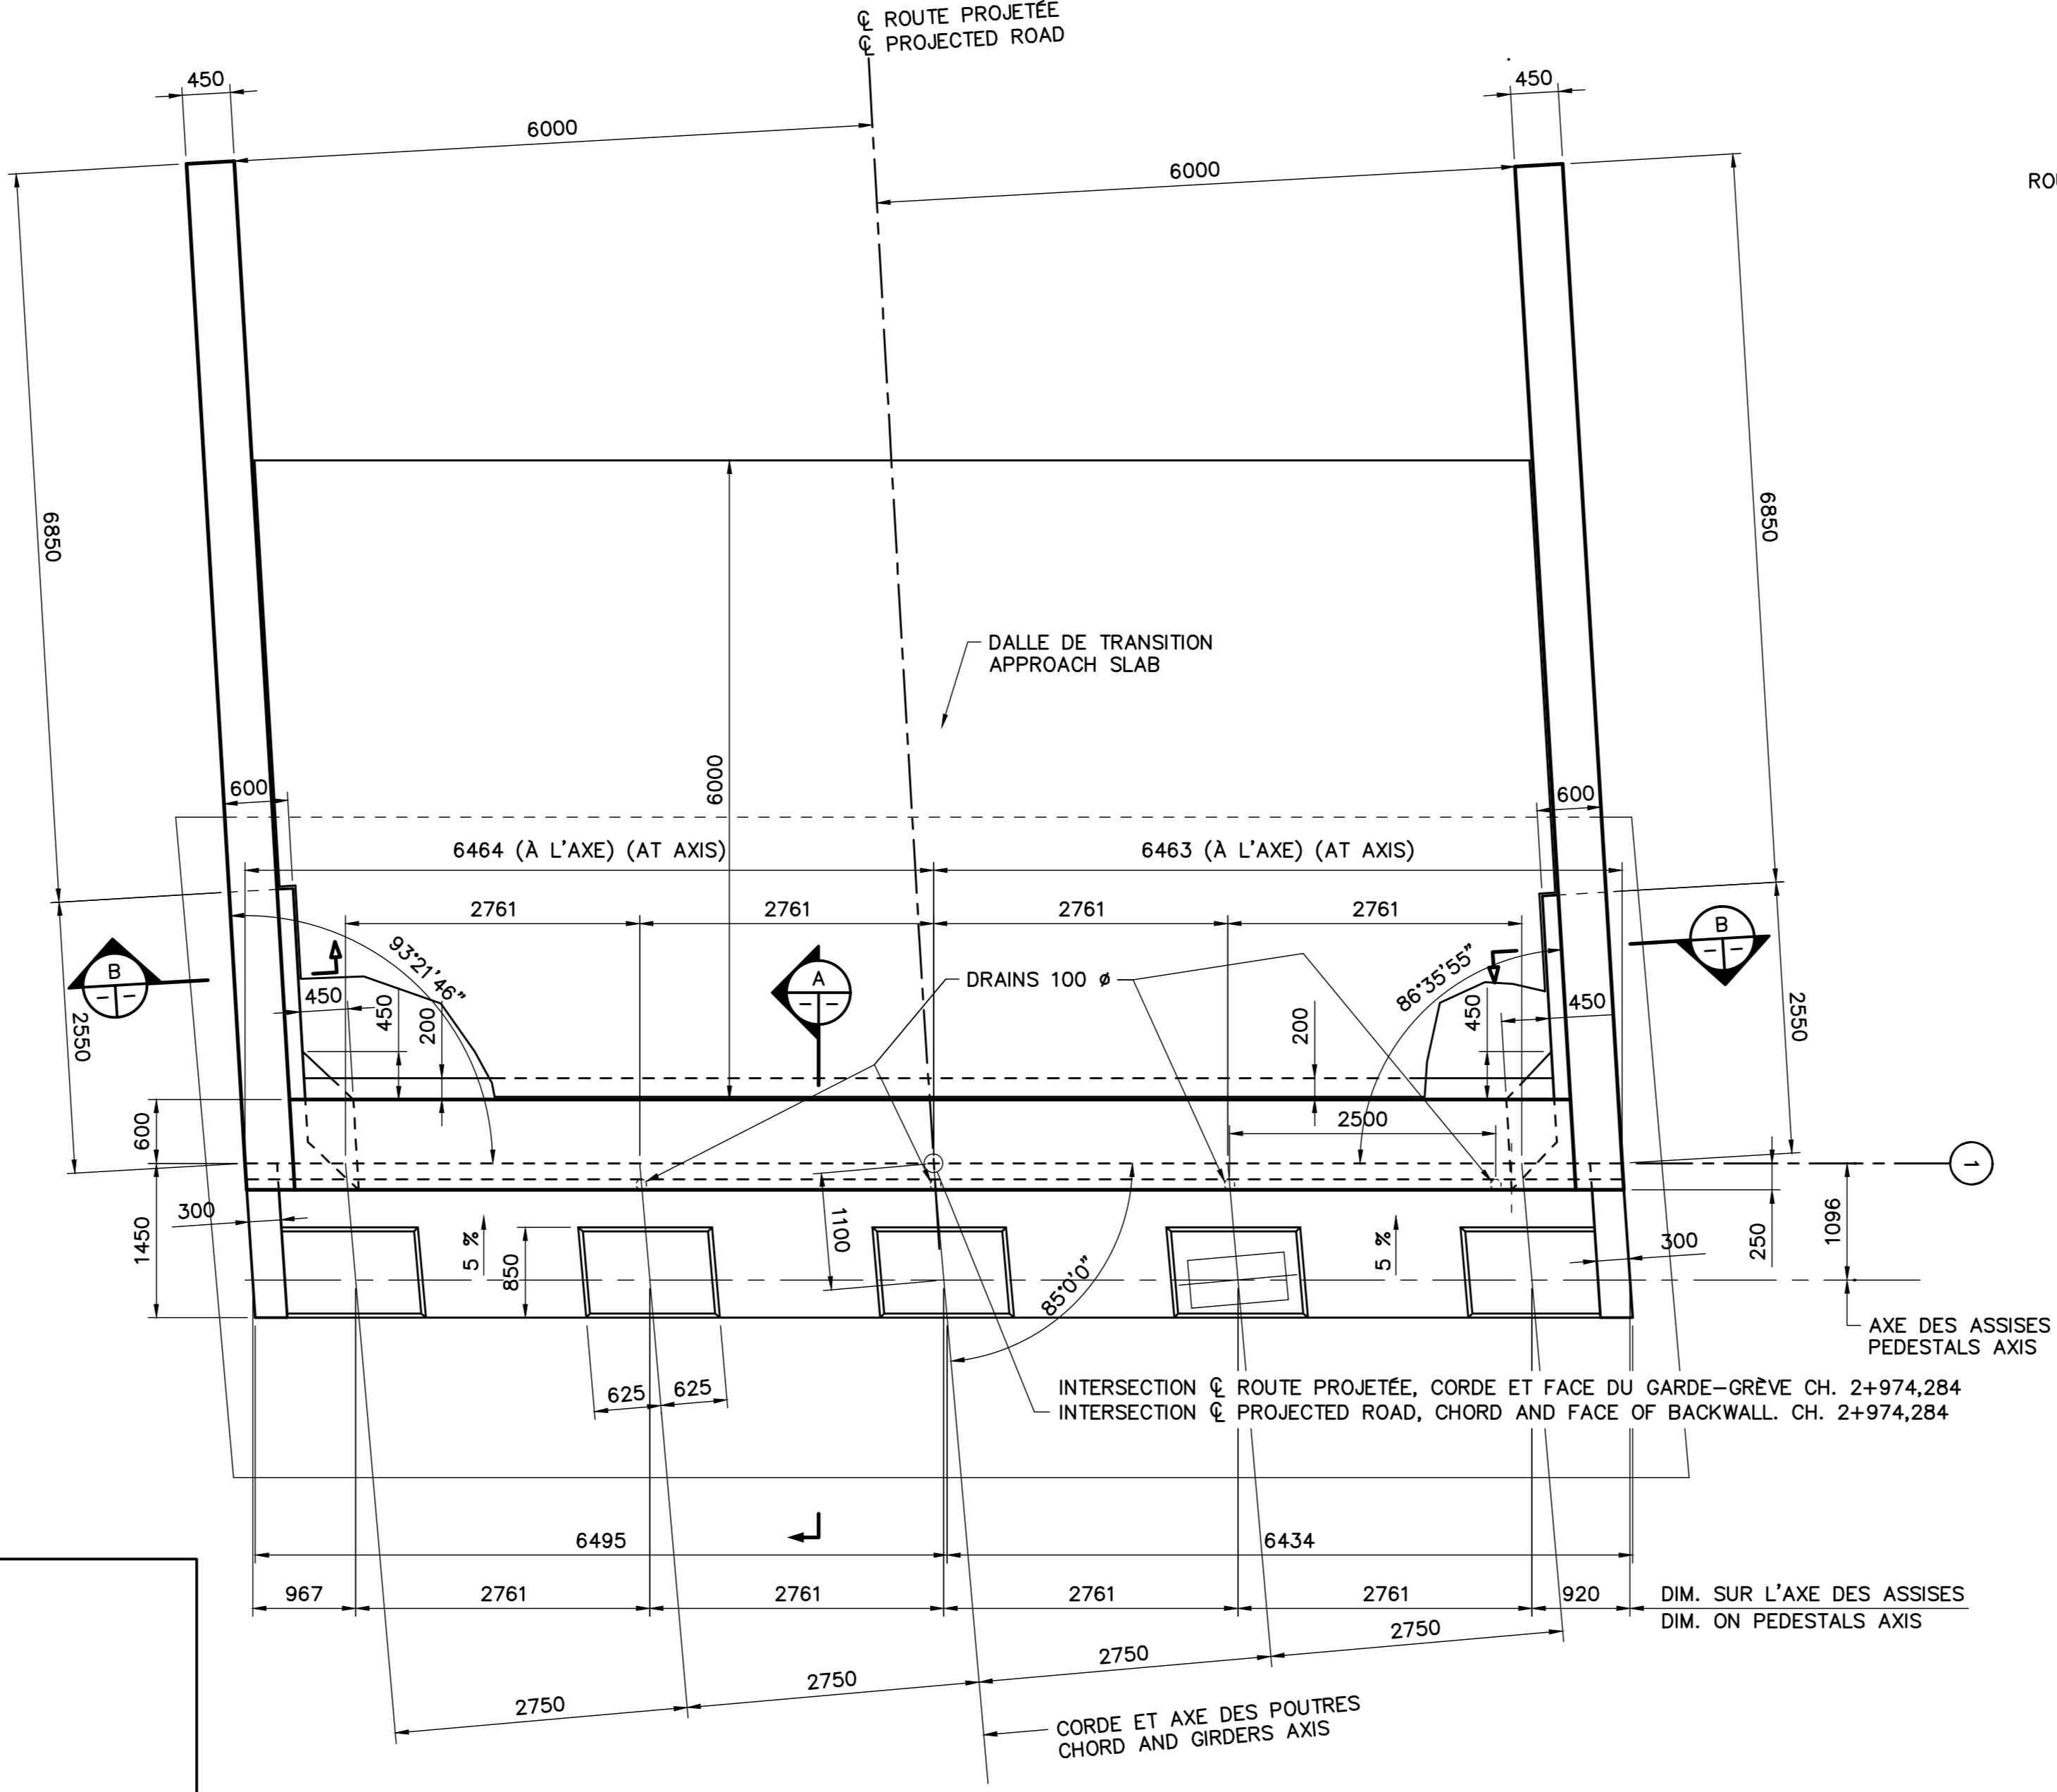 ℄ ROUTE PROJETÉE
℄ PROJECTED ROAD
450
450
6000
6000
ROU
6850
6850
DALLE DE TRANSITION
APPROACH SLAB
6000
600
600
6464 (À L'AXE) (AT AXIS)
6463 (À L'AXE) (AT AXIS)
2761
2761
2761
2761
93°21'46"
86°35'55"
B
– –
A
– –
B
– –
DRAINS 100 ø
450
450
200
200
450
450
2550
2550
2500
600
1
300
1450
5 %
850
1100
85°0'0"
5 %
300
250
1096
AXE DES ASSISES
PEDESTALS AXIS
625
625
INTERSECTION ℄ ROUTE PROJETÉE, CORDE ET FACE DU GARDE–GRÈVE CH. 2+974,284
INTERSECTION ℄ PROJECTED ROAD, CHORD AND FACE OF BACKWALL. CH. 2+974,284
6495
6434
967
2761
2761
2761
2761
920
DIM. SUR L'AXE DES ASSISES
DIM. ON PEDESTALS AXIS
2750
2750
2750
2750
CORDE ET AXE DES POUTRES
CHORD AND GIRDERS AXIS